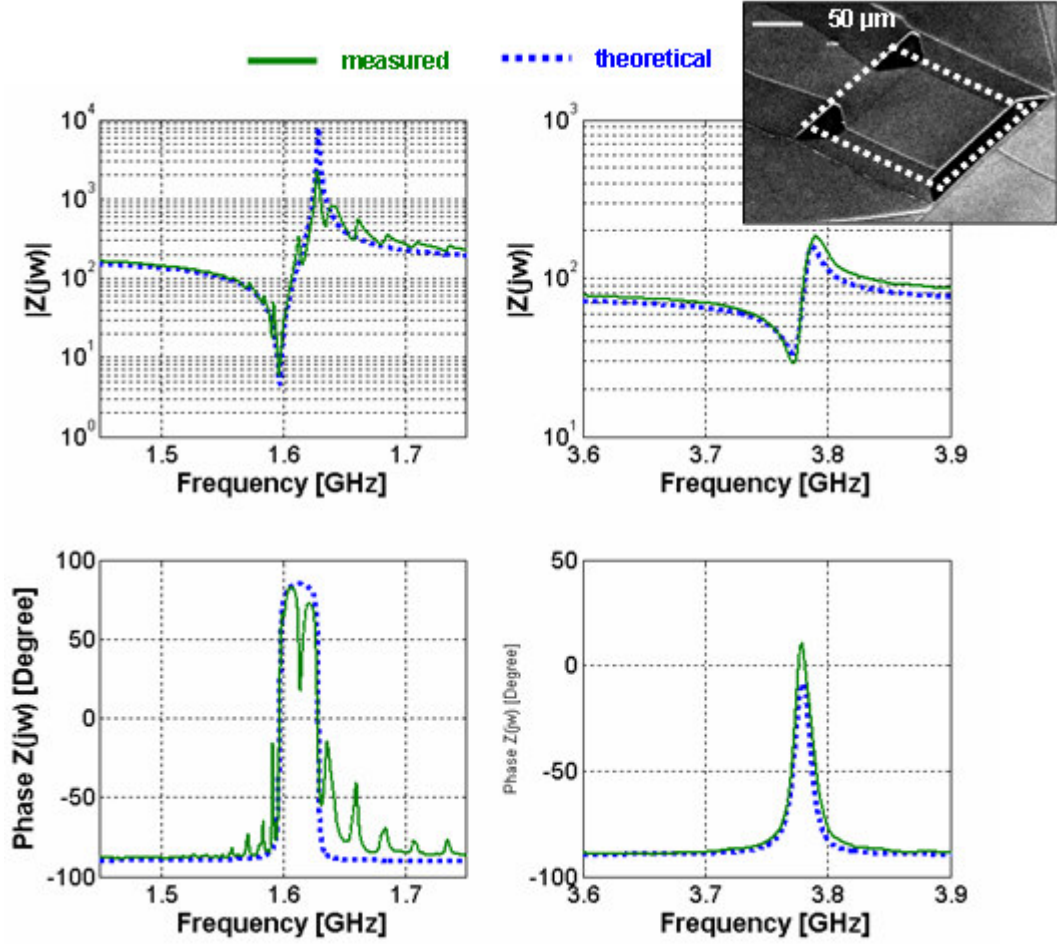 50 µm
measured theoretical
10^4
10^3
10^2
10^1
10^0
|Z(jw)|
1.5 1.6 1.7
Frequency [GHz]
10^3
10^2
10^1
|Z(jw)|
3.6 3.7 3.8 3.9
Frequency [GHz]
100
50
0
-50
-100
Phase Z(jw) [Degree]
1.5 1.6 1.7
Frequency [GHz]
50
0
-50
-100
Phase Z(jw) [Degree]
3.6 3.7 3.8 3.9
Frequency [GHz]